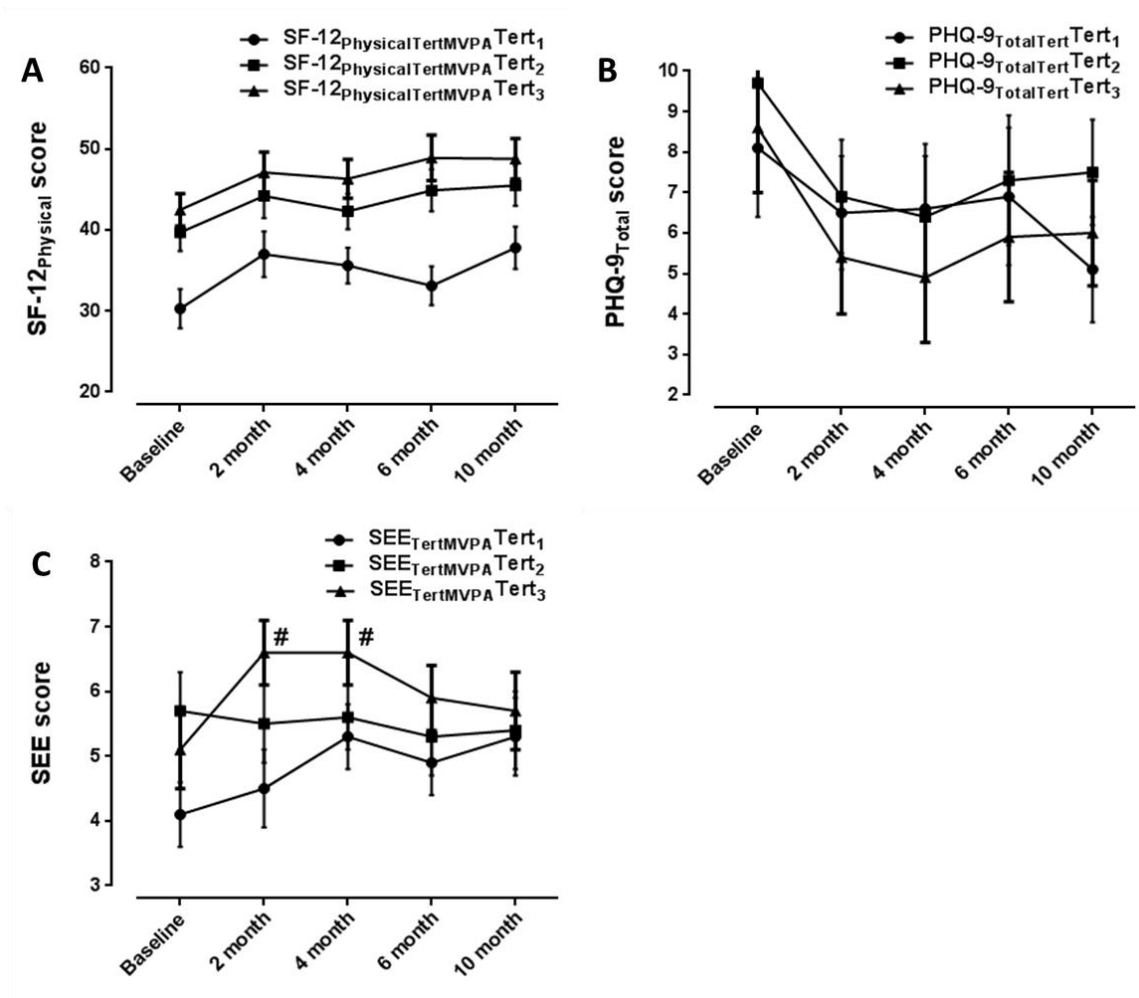 A
SF-12PhysicalTertMVPATert1
SF-12PhysicalTertMVPATert2
SF-12PhysicalTertMVPATert3
SF-12Physical score
60
50
40
30
20
Baseline
2 month
4 month
6 month
10 month
B
PHQ-9TotalTertTert1
PHQ-9TotalTertTert2
PHQ-9TotalTertTert3
PHQ-9Total score
10
9
8
7
6
5
4
3
2
Baseline
2 month
4 month
6 month
10 month
C
SEETertMVPATert1
SEETertMVPATert2
SEETertMVPATert3
SEE score
8
7
6
5
4
3
# #
Baseline
2 month
4 month
6 month
10 month